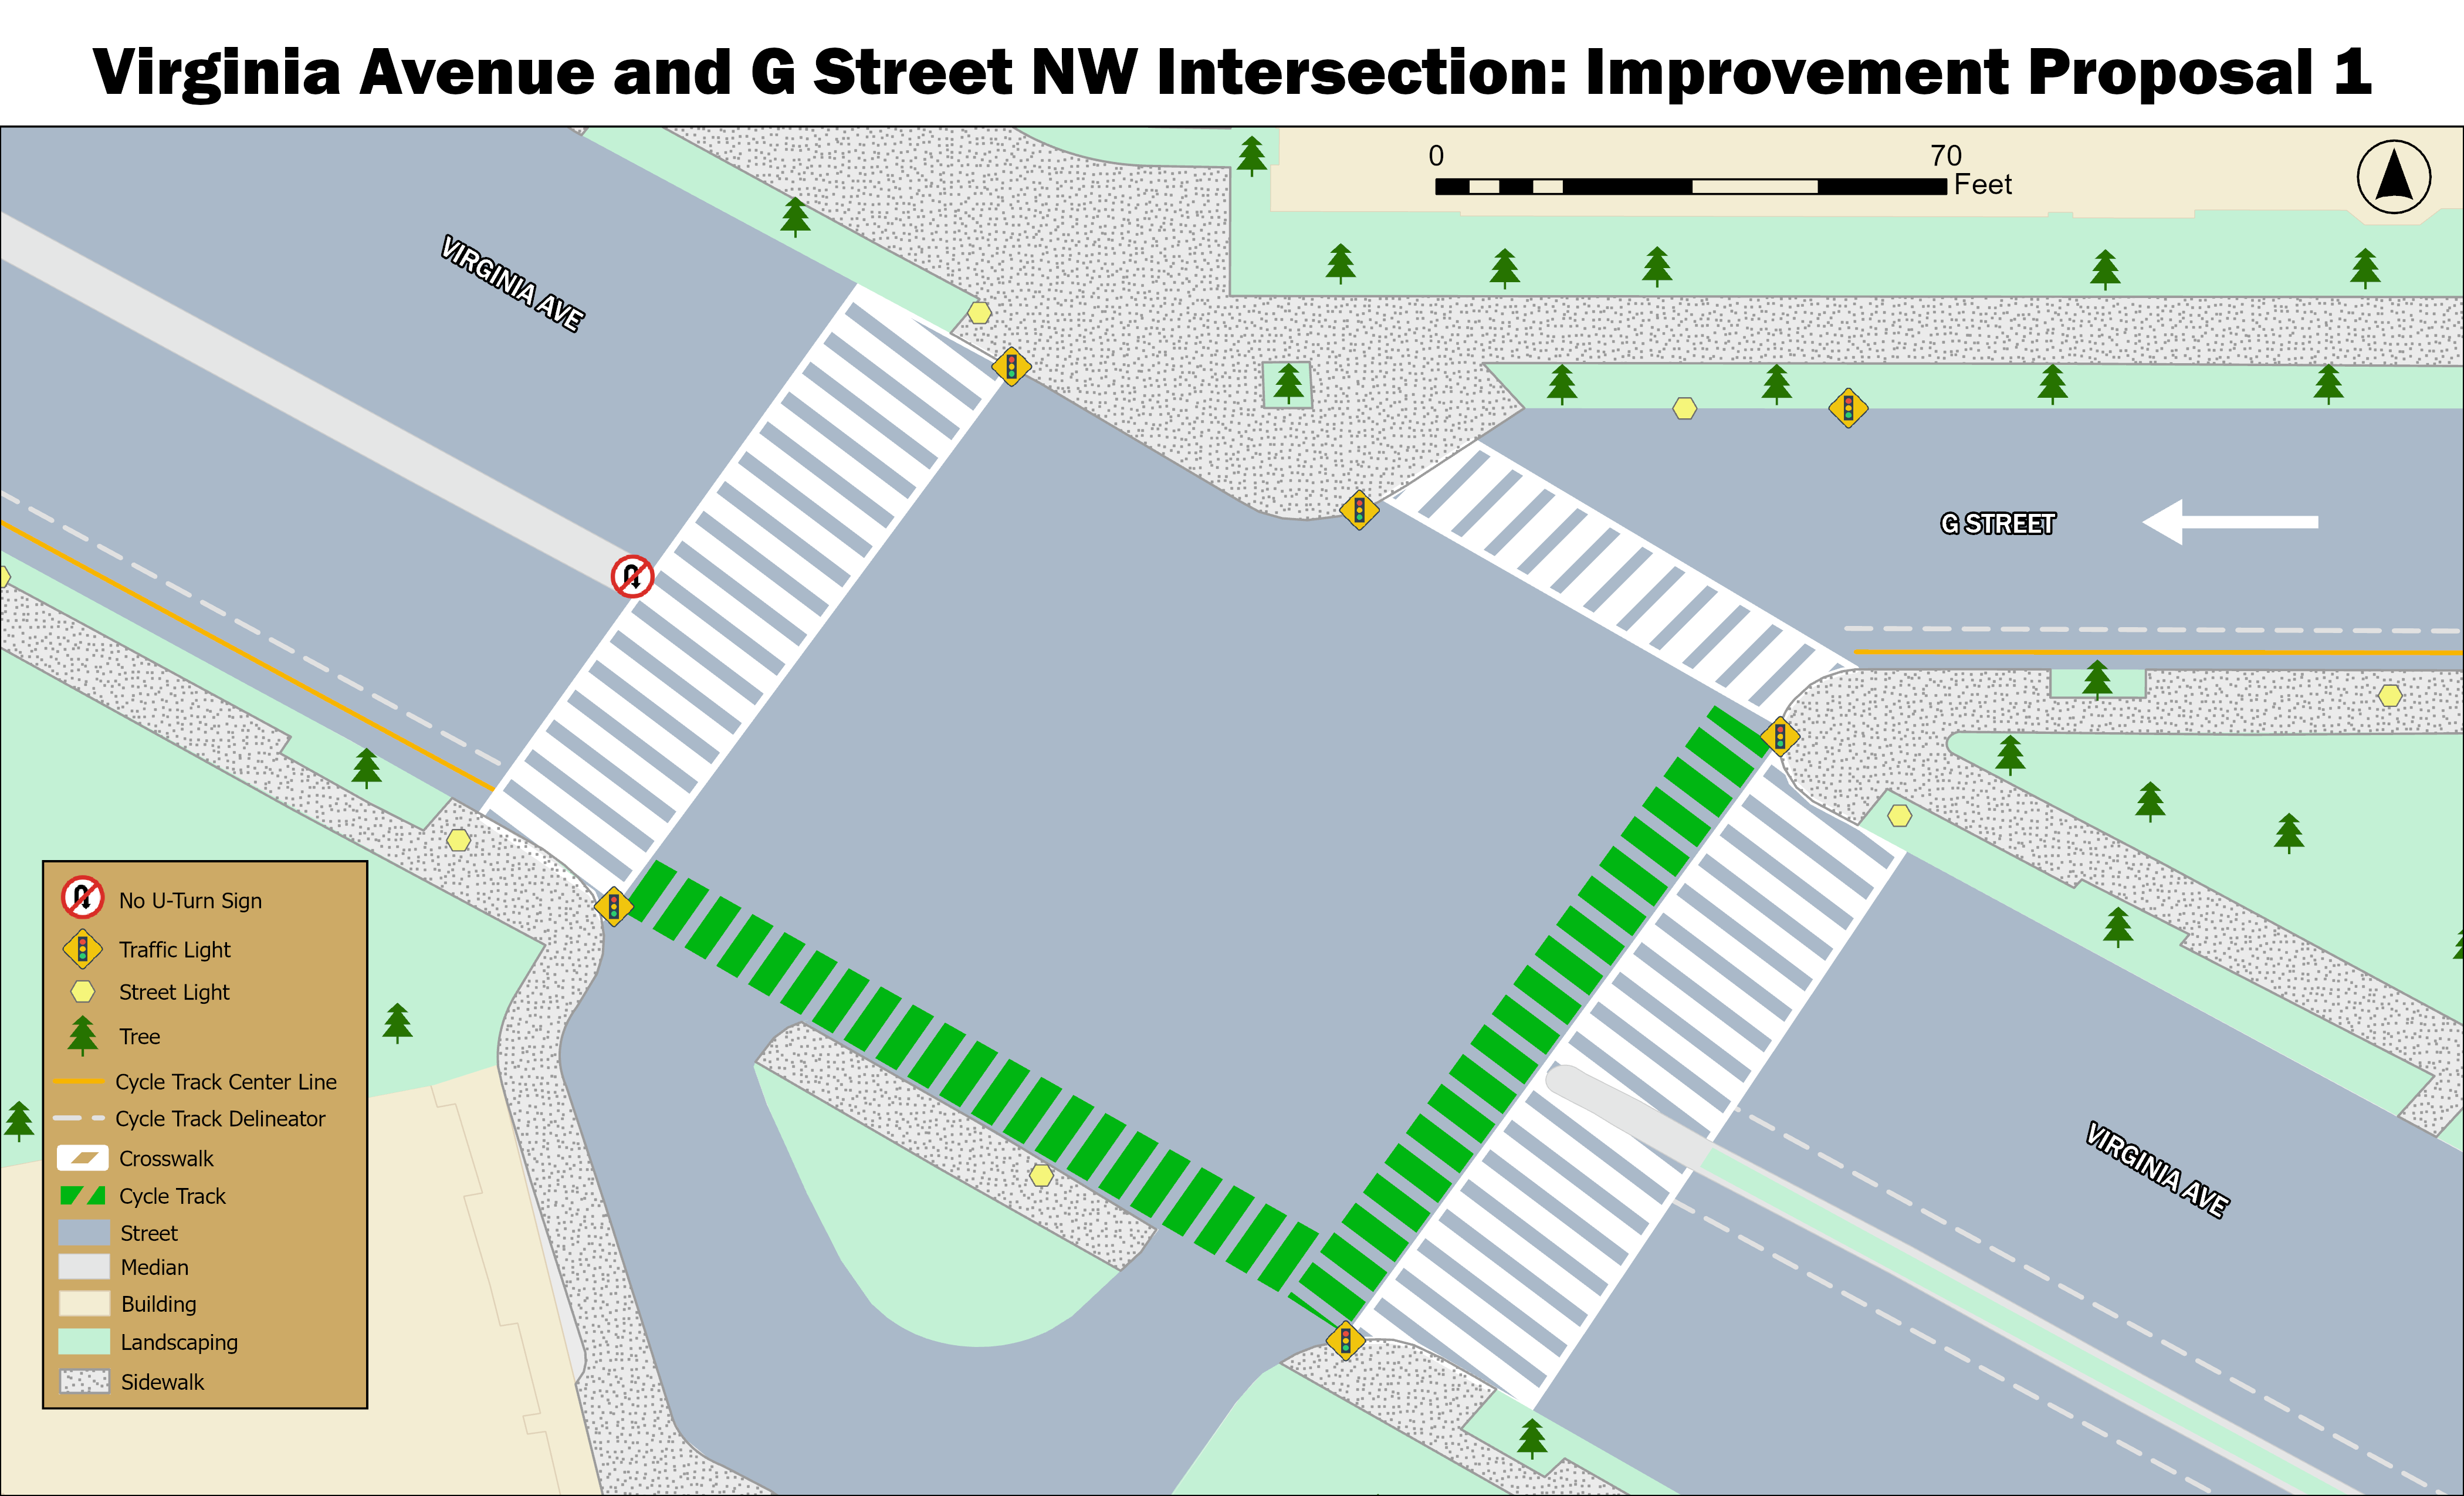 Virginia Avenue and G Street NW Intersection: Improvement Proposal 1
0 70
Feet
VIRGINIA AVE
G STREET
VIRGINIA AVE
No U-Turn Sign
Traffic Light
Street Light
Tree
Cycle Track Center Line
Cycle Track Delineator
Crosswalk
Cycle Track
Street
Median
Building
Landscaping
Sidewalk